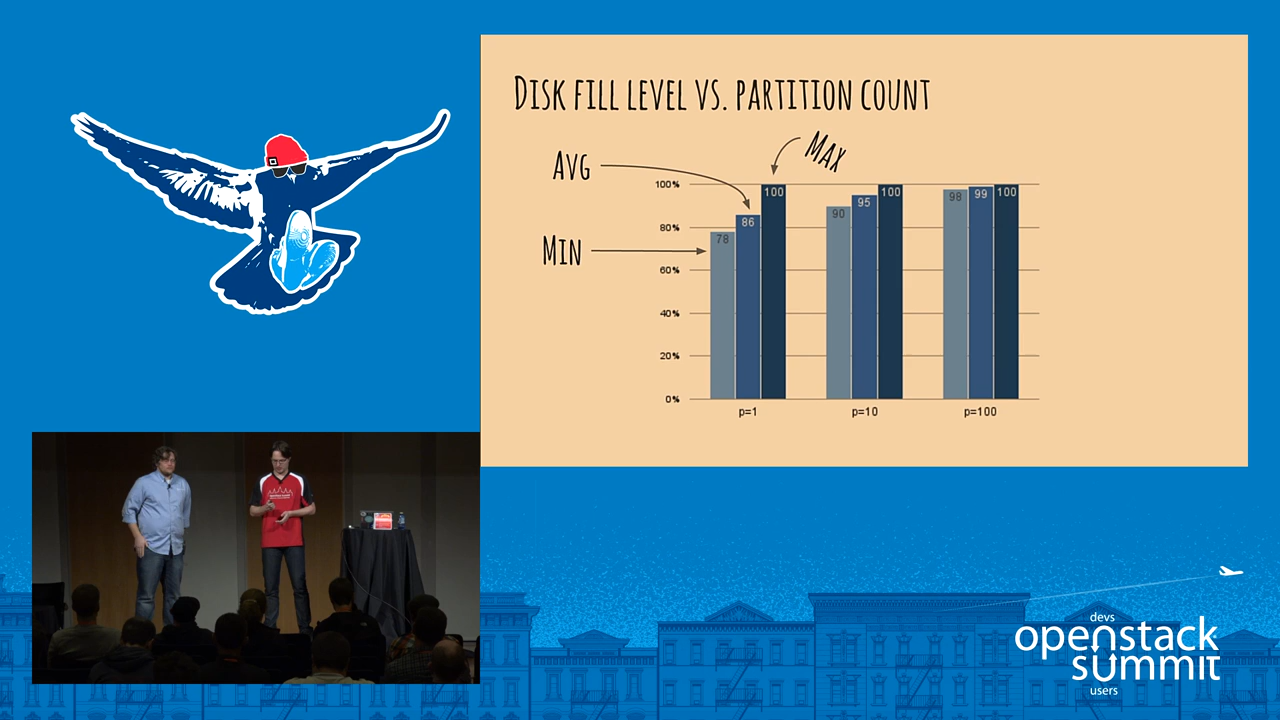 Disk fill level vs. partition count
Max
Avg
Min
100%
80%
60%
40%
20%
0%
78
86
100
90
95
100
98
99
100
p=1
p=10
p=100
devs
openstack
summit
users